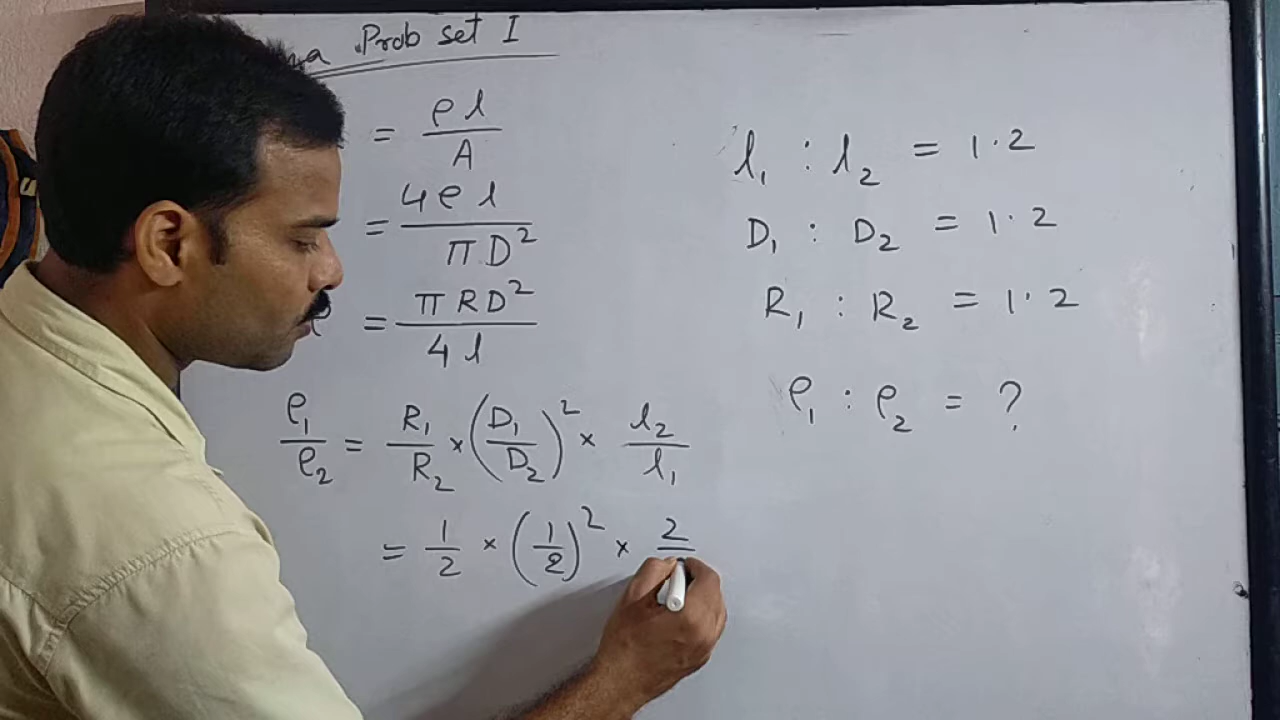 Prob set I
= ρl / A
= 4ρl / πD²
ρ = πRD² / 4l
ρ₁/ρ₂ = R₁/R₂ × (D₁/D₂)² × l₂/l₁
= 1/2 × (1/2)² × 2/
l₁ : l₂ = 1·2
D₁ : D₂ = 1·2
R₁ : R₂ = 1·2
ρ₁ : ρ₂ = ?